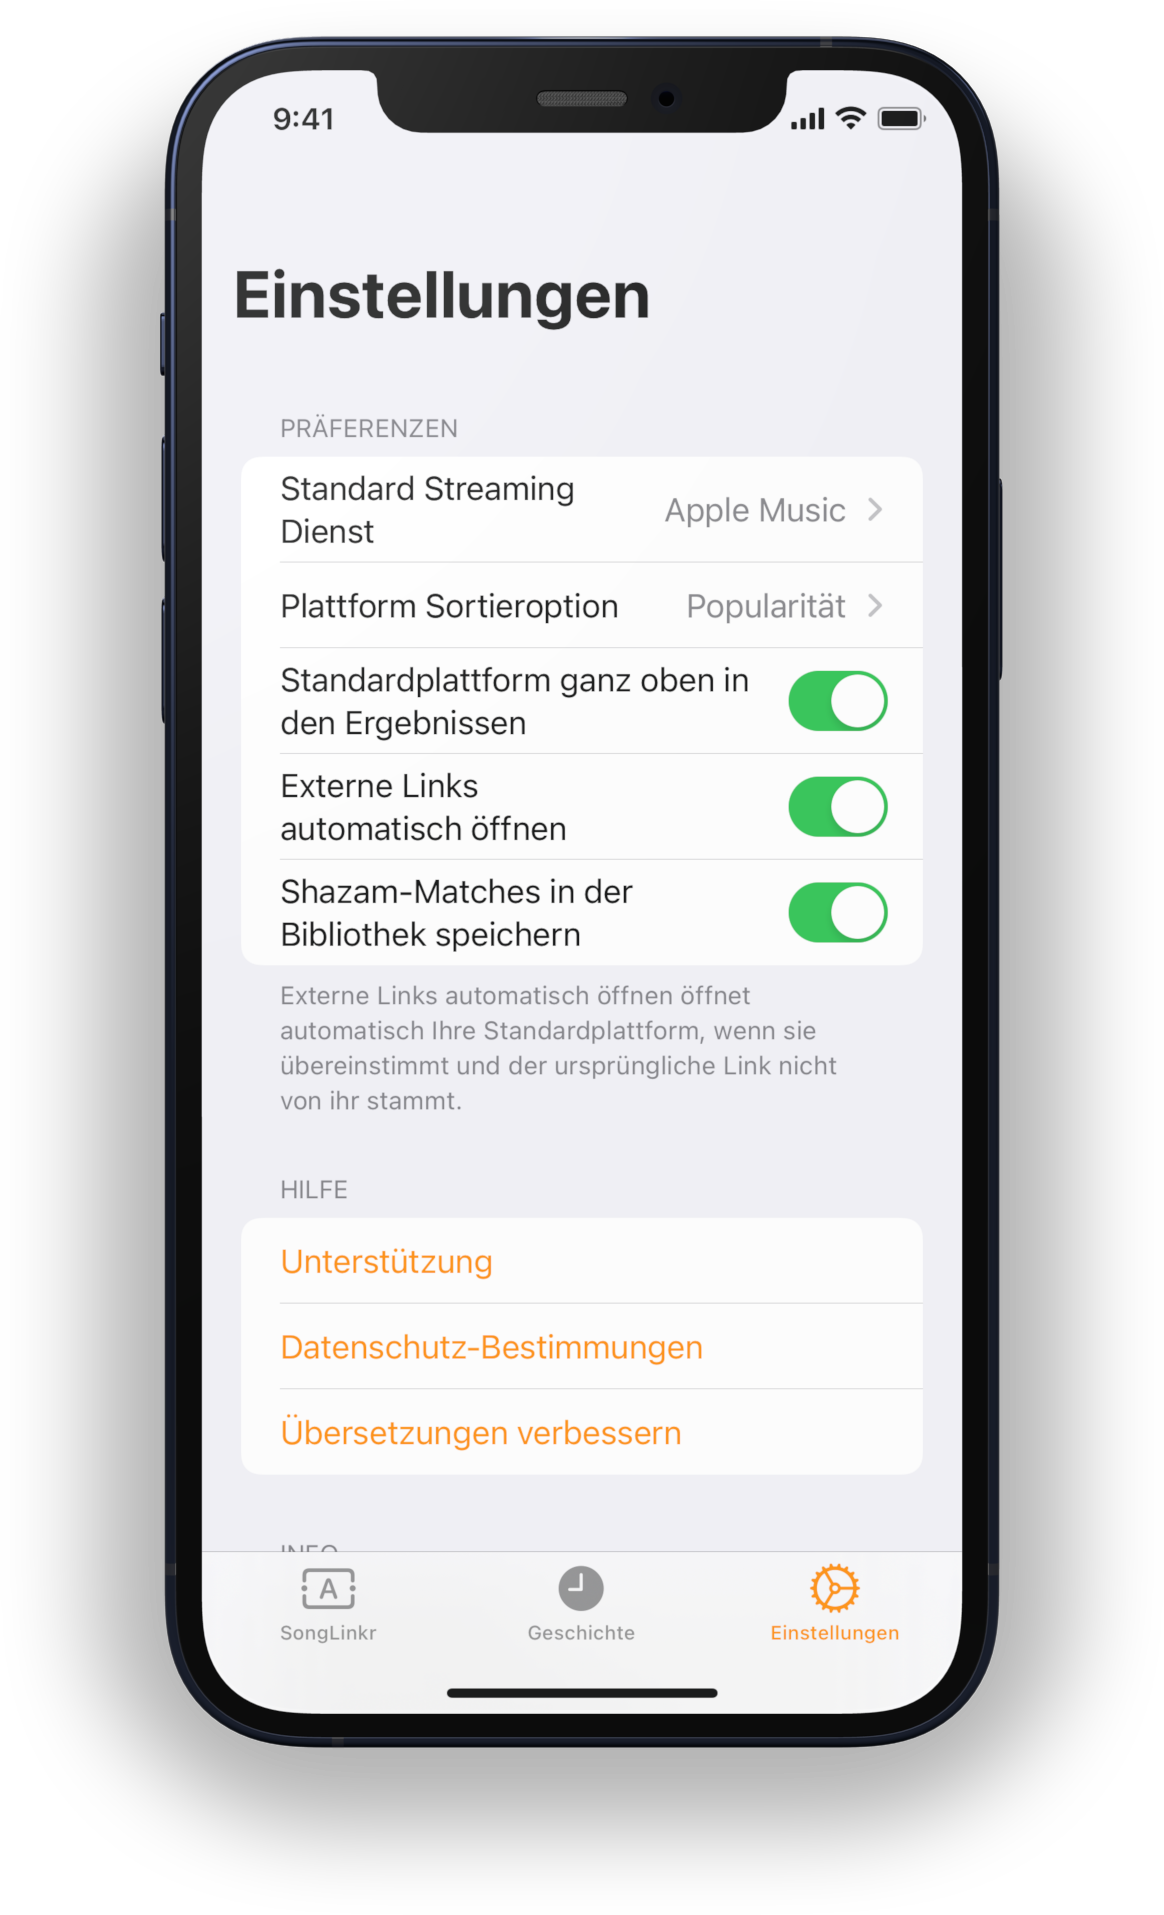 9:41
Einstellungen
PRÄFERENZEN
Standard Streaming
Dienst
Apple Music
Plattform Sortieroption
Popularität
Standardplattform ganz oben in
den Ergebnissen
Externe Links
automatisch öffnen
Shazam-Matches in der
Bibliothek speichern
Externe Links automatisch öffnen öffnet
automatisch Ihre Standardplattform, wenn sie
übereinstimmt und der ursprüngliche Link nicht
von ihr stammt.
HILFE
Unterstützung
Datenschutz-Bestimmungen
Übersetzungen verbessern
INFO
A
SongLinkr
Geschichte
Einstellungen